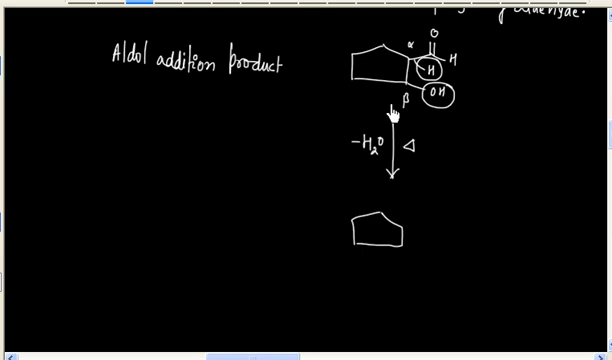 Aldol addition product
O
α
H
H
OH
β
-H₂O Δ